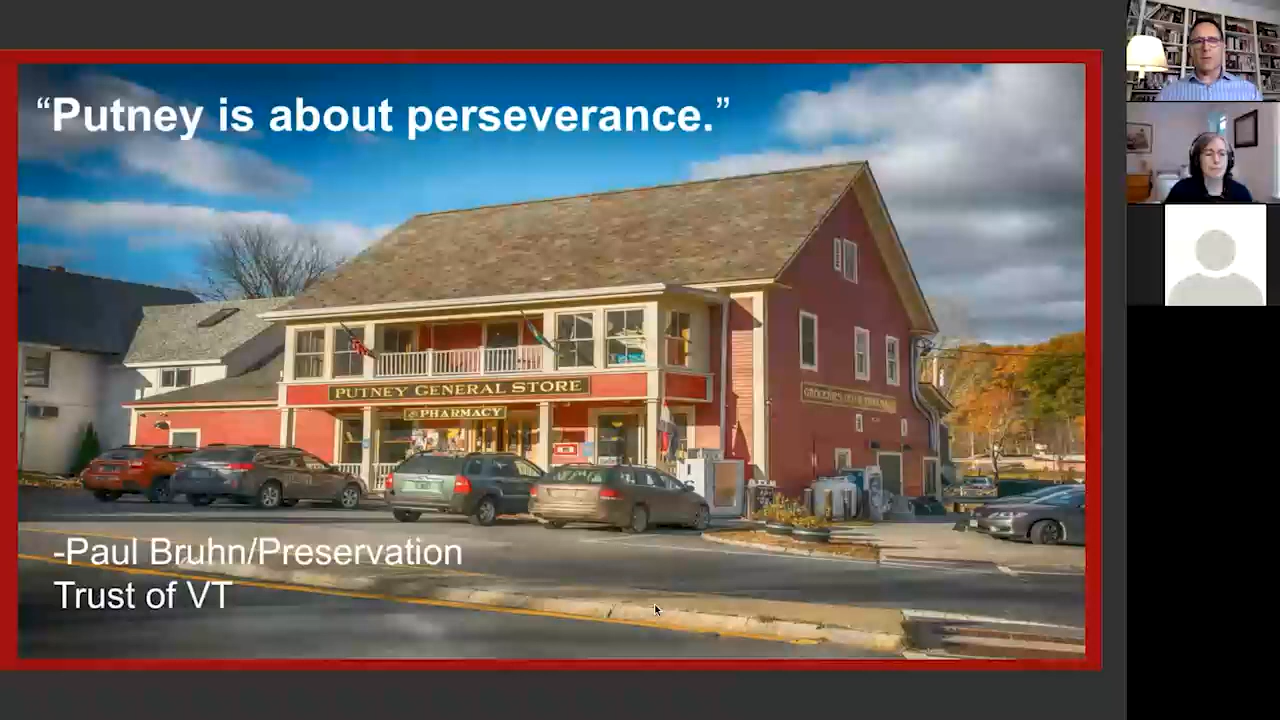 “Putney is about perseverance.”
PUTNEY GENERAL STORE
& PHARMACY
-Paul Bruhn/Preservation
Trust of VT